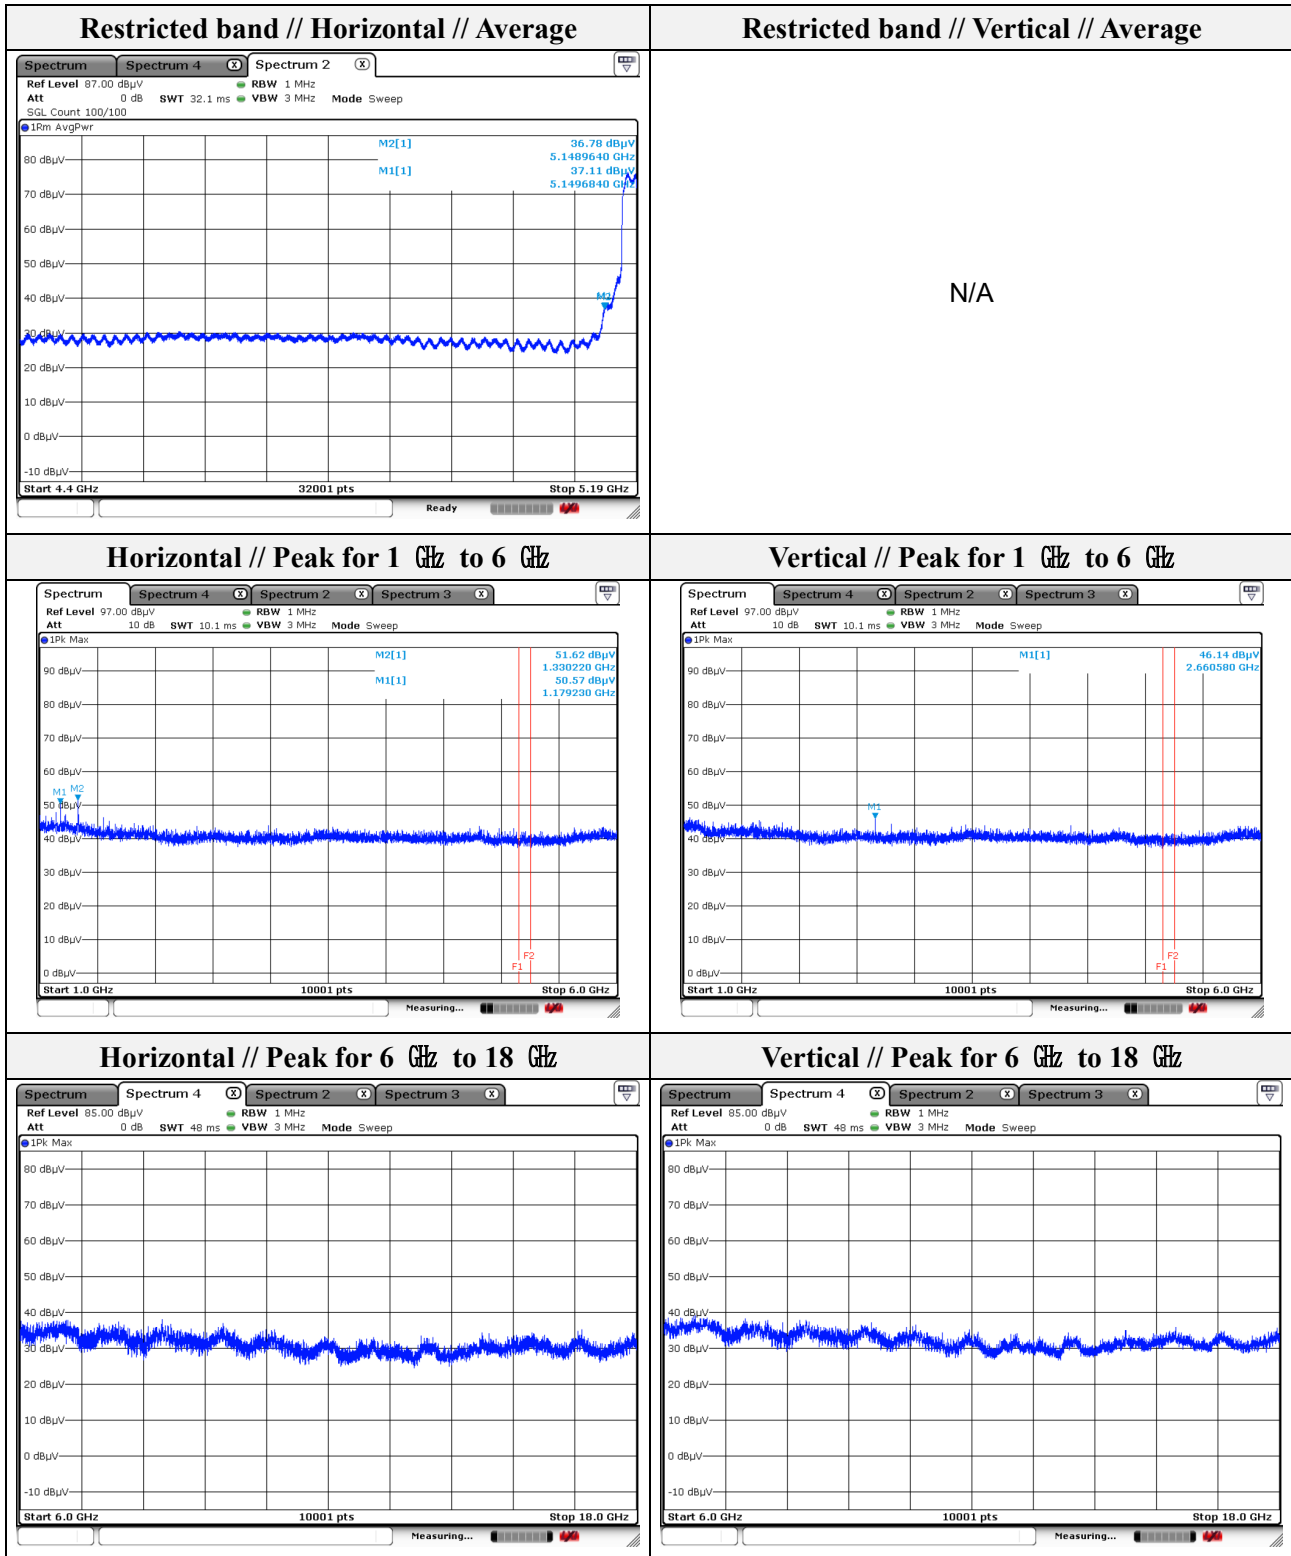 Restricted band // Horizontal // Average
Restricted band // Vertical // Average
Spectrum Spectrum 4 Spectrum 2
Ref Level 87.00 dBµV RBW 1 MHz
Att 0 dB SWT 32.1 ms VBW 3 MHz Mode Sweep
SGL Count 100/100
1Rm AvgPwr
M2[1] 36.78 dBµV
5.1489640 GHz
M1[1] 37.11 dBµV
5.1496840 GHz
80 dBµV
70 dBµV
60 dBµV
50 dBµV
40 dBµV
M2
30 dBµV
20 dBµV
10 dBµV
0 dBµV
-10 dBµV
Start 4.4 GHz 32001 pts Stop 5.19 GHz
Ready
N/A
Horizontal // Peak for 1 ㎓ to 6 ㎓
Vertical // Peak for 1 ㎓ to 6 ㎓
Spectrum Spectrum 4 Spectrum 2 Spectrum 3
Ref Level 97.00 dBµV RBW 1 MHz
Att 10 dB SWT 10.1 ms VBW 3 MHz Mode Sweep
1Pk Max
M2[1] 51.62 dBµV
1.330220 GHz
M1[1] 50.57 dBµV
1.179230 GHz
90 dBµV
80 dBµV
70 dBµV
60 dBµV
M1 M2
50 dBµV
40 dBµV
30 dBµV
20 dBµV
10 dBµV
F2
F1
0 dBµV
Start 1.0 GHz 10001 pts Stop 6.0 GHz
Measuring...
Spectrum Spectrum 4 Spectrum 2 Spectrum 3
Ref Level 97.00 dBµV RBW 1 MHz
Att 10 dB SWT 10.1 ms VBW 3 MHz Mode Sweep
1Pk Max
M1[1] 46.14 dBµV
2.660580 GHz
90 dBµV
80 dBµV
70 dBµV
60 dBµV
50 dBµV
M1
40 dBµV
30 dBµV
20 dBµV
10 dBµV
F2
F1
0 dBµV
Start 1.0 GHz 10001 pts Stop 6.0 GHz
Measuring...
Horizontal // Peak for 6 ㎓ to 18 ㎓
Vertical // Peak for 6 ㎓ to 18 ㎓
Spectrum Spectrum 4 Spectrum 2 Spectrum 3
Ref Level 85.00 dBµV RBW 1 MHz
Att 0 dB SWT 48 ms VBW 3 MHz Mode Sweep
1Pk Max
80 dBµV
70 dBµV
60 dBµV
50 dBµV
40 dBµV
30 dBµV
20 dBµV
10 dBµV
0 dBµV
-10 dBµV
Start 6.0 GHz 10001 pts Stop 18.0 GHz
Measuring...
Spectrum Spectrum 4 Spectrum 2 Spectrum 3
Ref Level 85.00 dBµV RBW 1 MHz
Att 0 dB SWT 48 ms VBW 3 MHz Mode Sweep
1Pk Max
80 dBµV
70 dBµV
60 dBµV
50 dBµV
40 dBµV
30 dBµV
20 dBµV
10 dBµV
0 dBµV
-10 dBµV
Start 6.0 GHz 10001 pts Stop 18.0 GHz
Measuring...